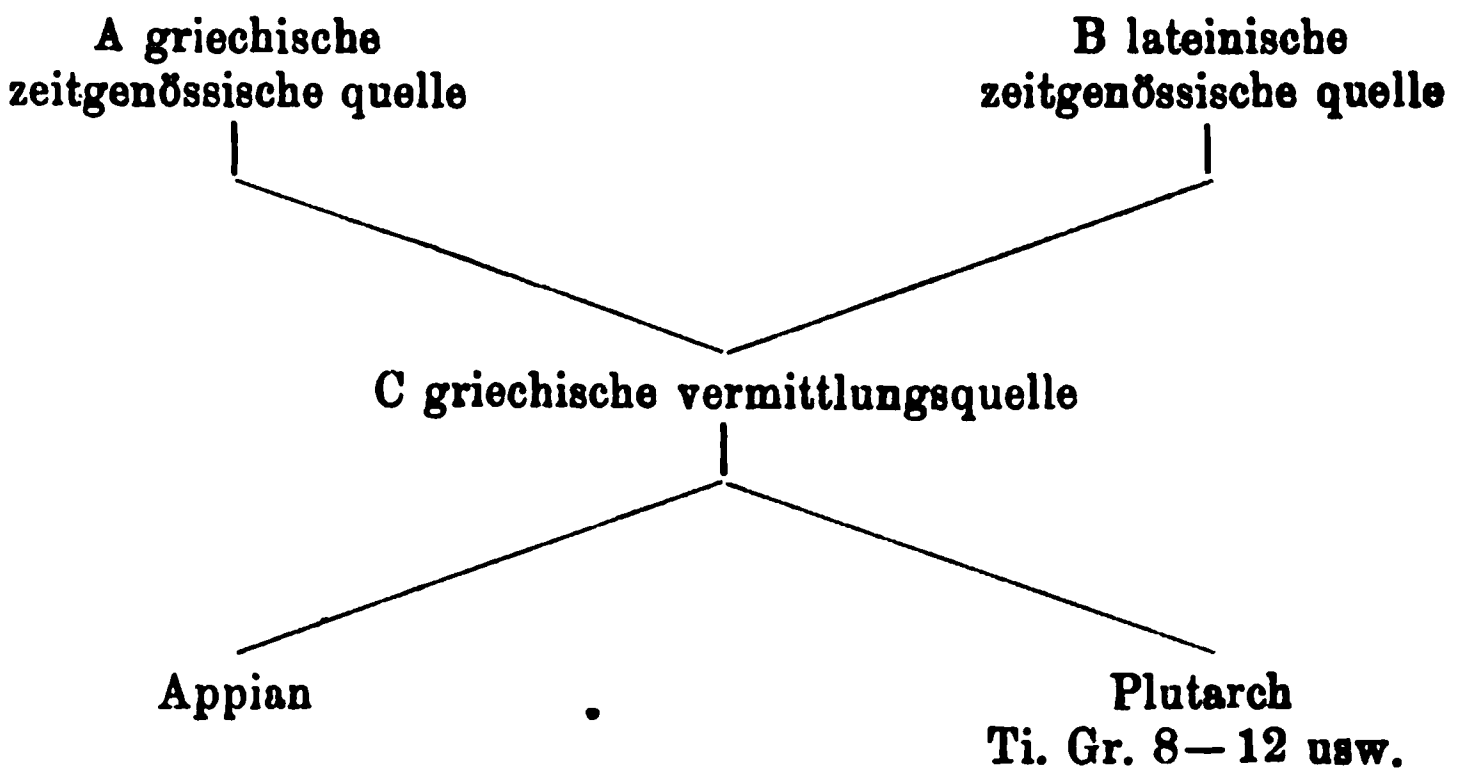 A griechische
zeitgenössische quelle
B lateinische
zeitgenössische quelle
C griechische vermittlungsquelle
Appian
Plutarch
Ti. Gr. 8—12 usw.